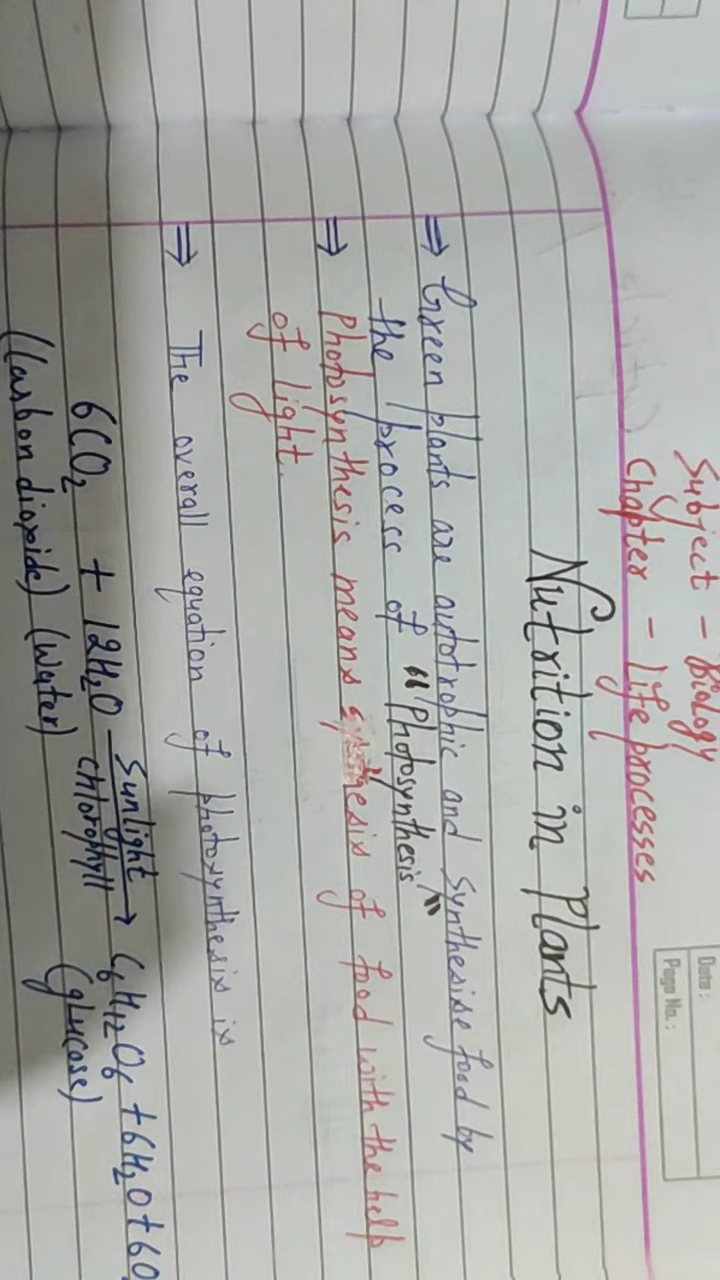 Date :
Page No. :
Subject - Biology
Chapter - Life processes
Nutrition in Plants
⇒ Green plants are autotrophic and synthesise food by
the process of "Photosynthesis"
⇒ Photosynthesis means synthesis of food with the help
of light.
⇒ The overall equation of photosynthesis is
Sunlight
6CO₂ + 12H₂O → C₆H₁₂O₆ + 6H₂O + 6O
chlorophyll
(Carbon dioxide) (Water) (glucose)